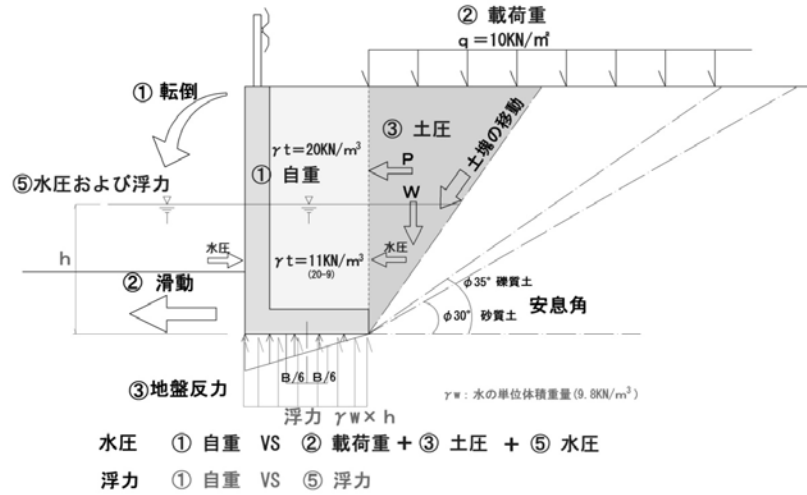 ② 載荷重
q＝10KN/㎡
① 転倒
③ 土圧
土塊の移動
γt＝20KN/m³
P
① 自重
⑤水圧および浮力
W
h
水圧
γt＝11KN/m³
水圧
(20-9)
② 滑動
φ35° 礫質土
安息角
φ30° 砂質土
③地盤反力
B/6 B/6
γw：水の単位体積重量(9.8KN/m³)
浮力 γw×h
水圧 ① 自重 VS ② 載荷重＋③ 土圧 ＋ ⑤ 水圧
浮力 ① 自重 VS ⑤ 浮力